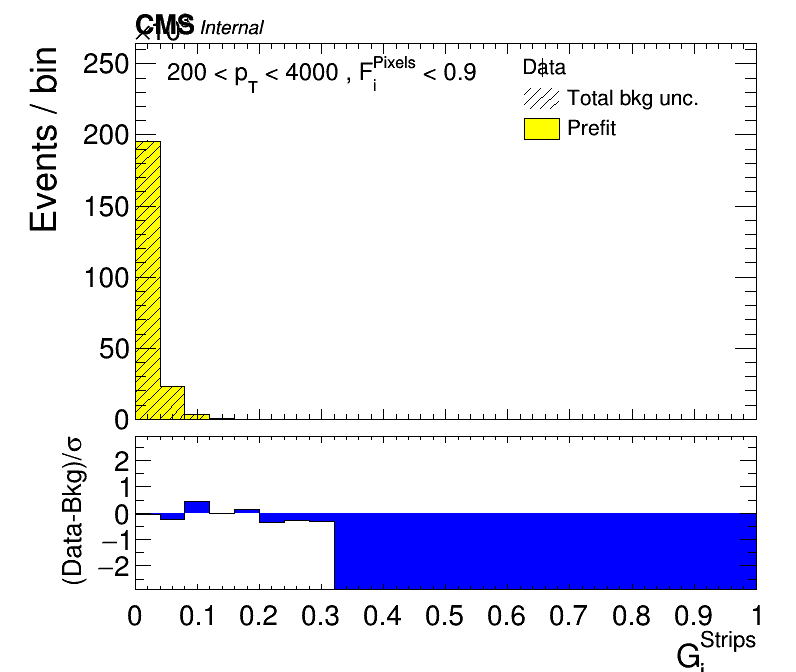 CMS Internal
×10³
Events / bin
250
200
150
100
50
0
200 < p_T < 4000 , F_i^Pixels < 0.9
Data
Total bkg unc.
Prefit
(Data-Bkg)/σ
2
1
0
−1
−2
0 0.1 0.2 0.3 0.4 0.5 0.6 0.7 0.8 0.9 1
G_i^Strips